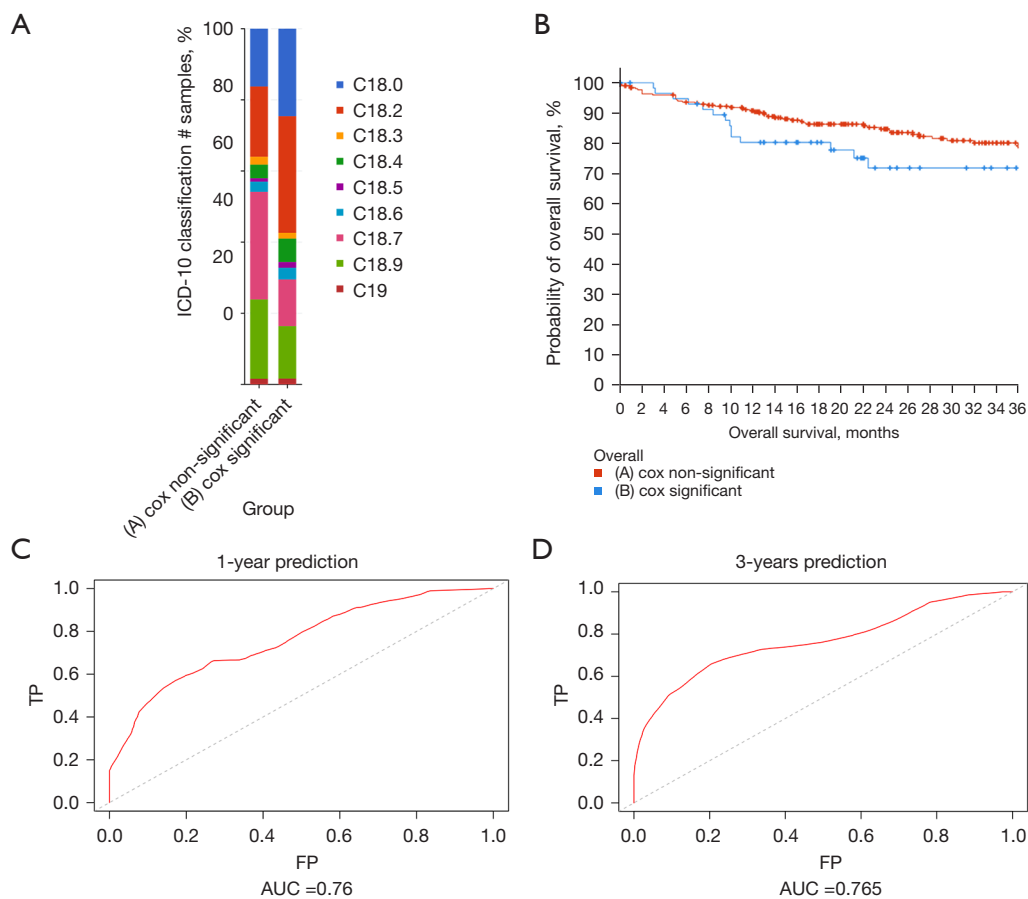 A
ICD-10 classification # samples, %
100
80
60
40
20
0
C18.0
C18.2
C18.3
C18.4
C18.5
C18.6
C18.7
C18.9
C19
(A) cox non-significant
(B) cox significant
Group
B
Probability of overall survival, %
100
90
80
70
60
50
40
30
20
10
0
0 2 4 6 8 10 12 14 16 18 20 22 24 26 28 30 32 34 36
Overall survival, months
Overall
(A) cox non-significant
(B) cox significant
C
1-year prediction
TP
1.0
0.8
0.6
0.4
0.2
0.0
0.0 0.2 0.4 0.6 0.8 1.0
FP
AUC =0.76
D
3-years prediction
TP
1.0
0.8
0.6
0.4
0.2
0.0
0.0 0.2 0.4 0.6 0.8 1.0
FP
AUC =0.765